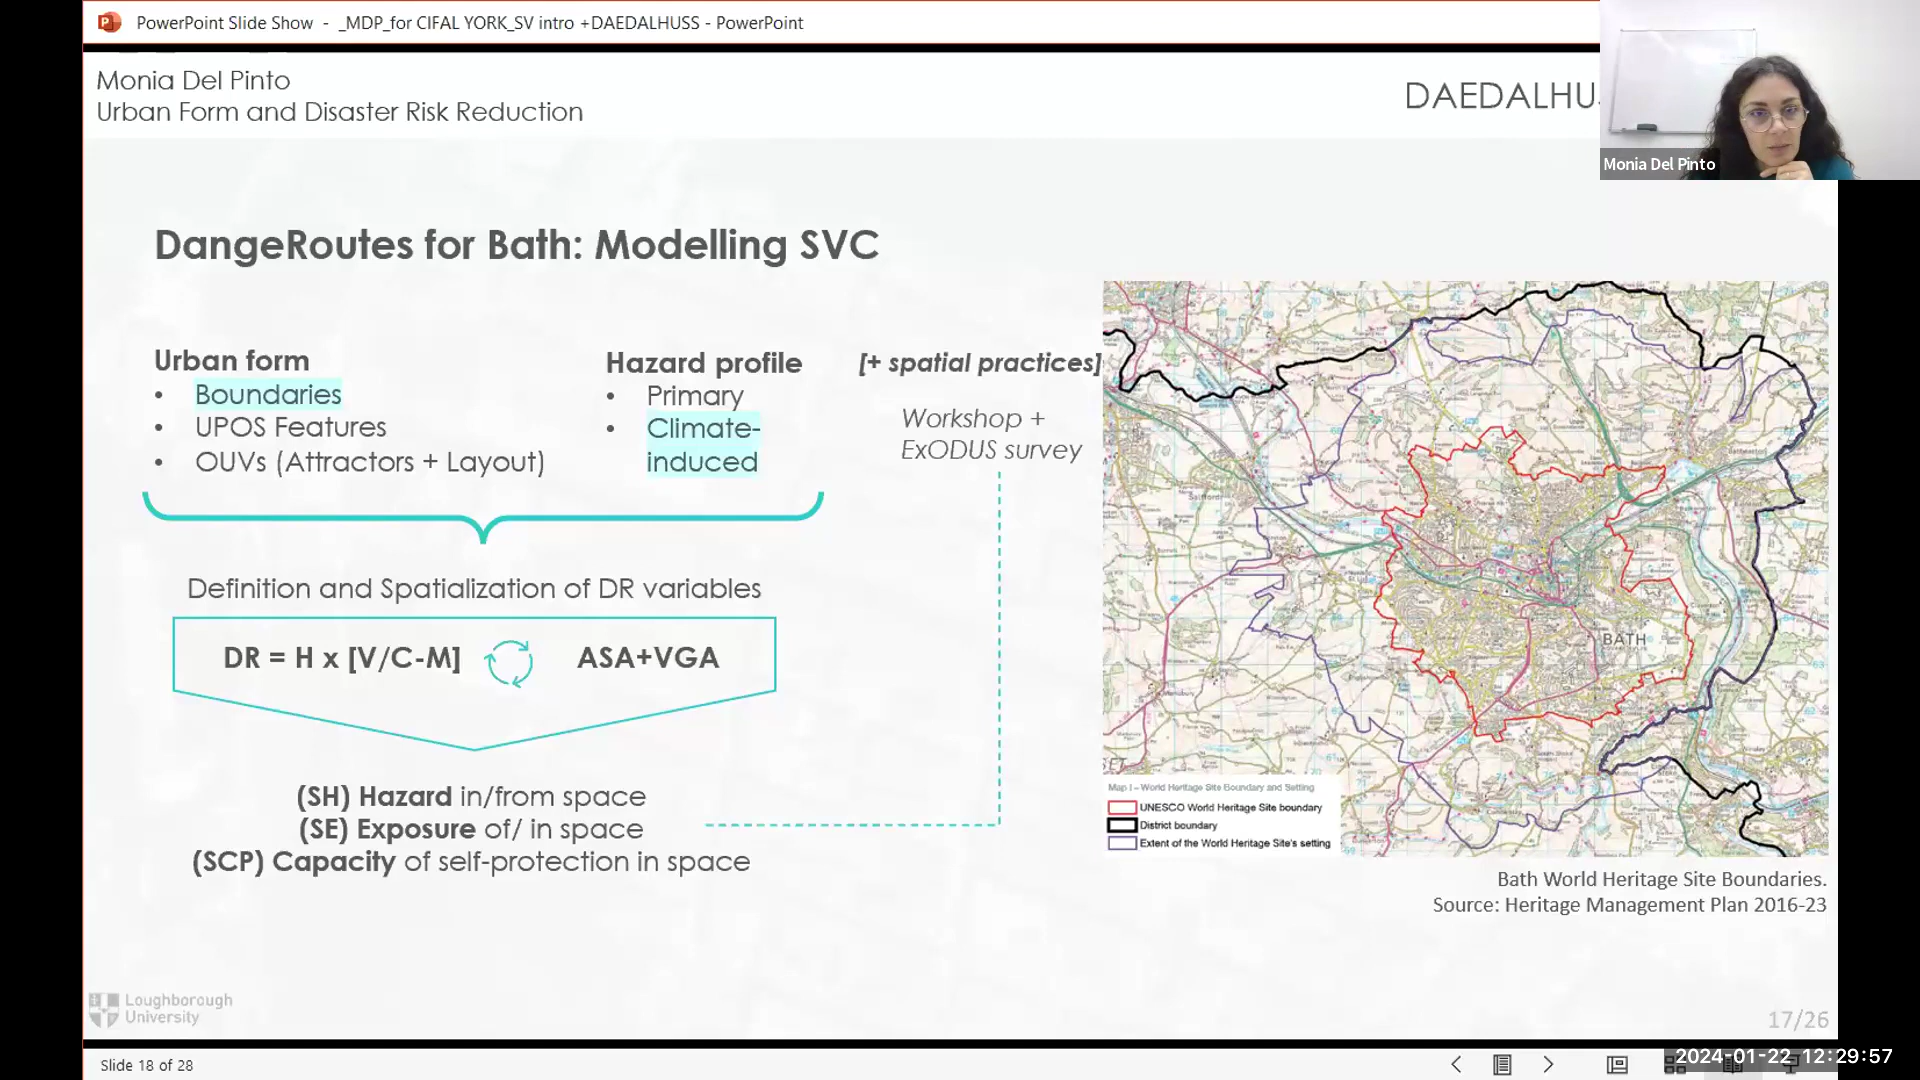 PowerPoint Slide Show - _MDP_for CIFAL YORK_SV intro +DAEDALHUSS - PowerPoint
Monia Del Pinto
Urban Form and Disaster Risk Reduction
DAEDALHUS
Monia Del Pinto
DangeRoutes for Bath: Modelling SVC
Urban form
• Boundaries
• UPOS Features
• OUVs (Attractors + Layout)
Hazard profile
• Primary
• Climate-
induced
[+ spatial practices]
Workshop +
ExODUS survey
Definition and Spatialization of DR variables
DR = H x [V/C-M]
ASA+VGA
(SH) Hazard in/from space
(SE) Exposure of/ in space
(SCP) Capacity of self-protection in space
BATH
Map I – World Heritage Site Boundary and Setting
UNESCO World Heritage Site boundary
District boundary
Extent of the World Heritage Site's setting
Bath World Heritage Site Boundaries.
Source: Heritage Management Plan 2016-23
Loughborough
University
17/26
Slide 18 of 28
2024-01-22 12:29:57